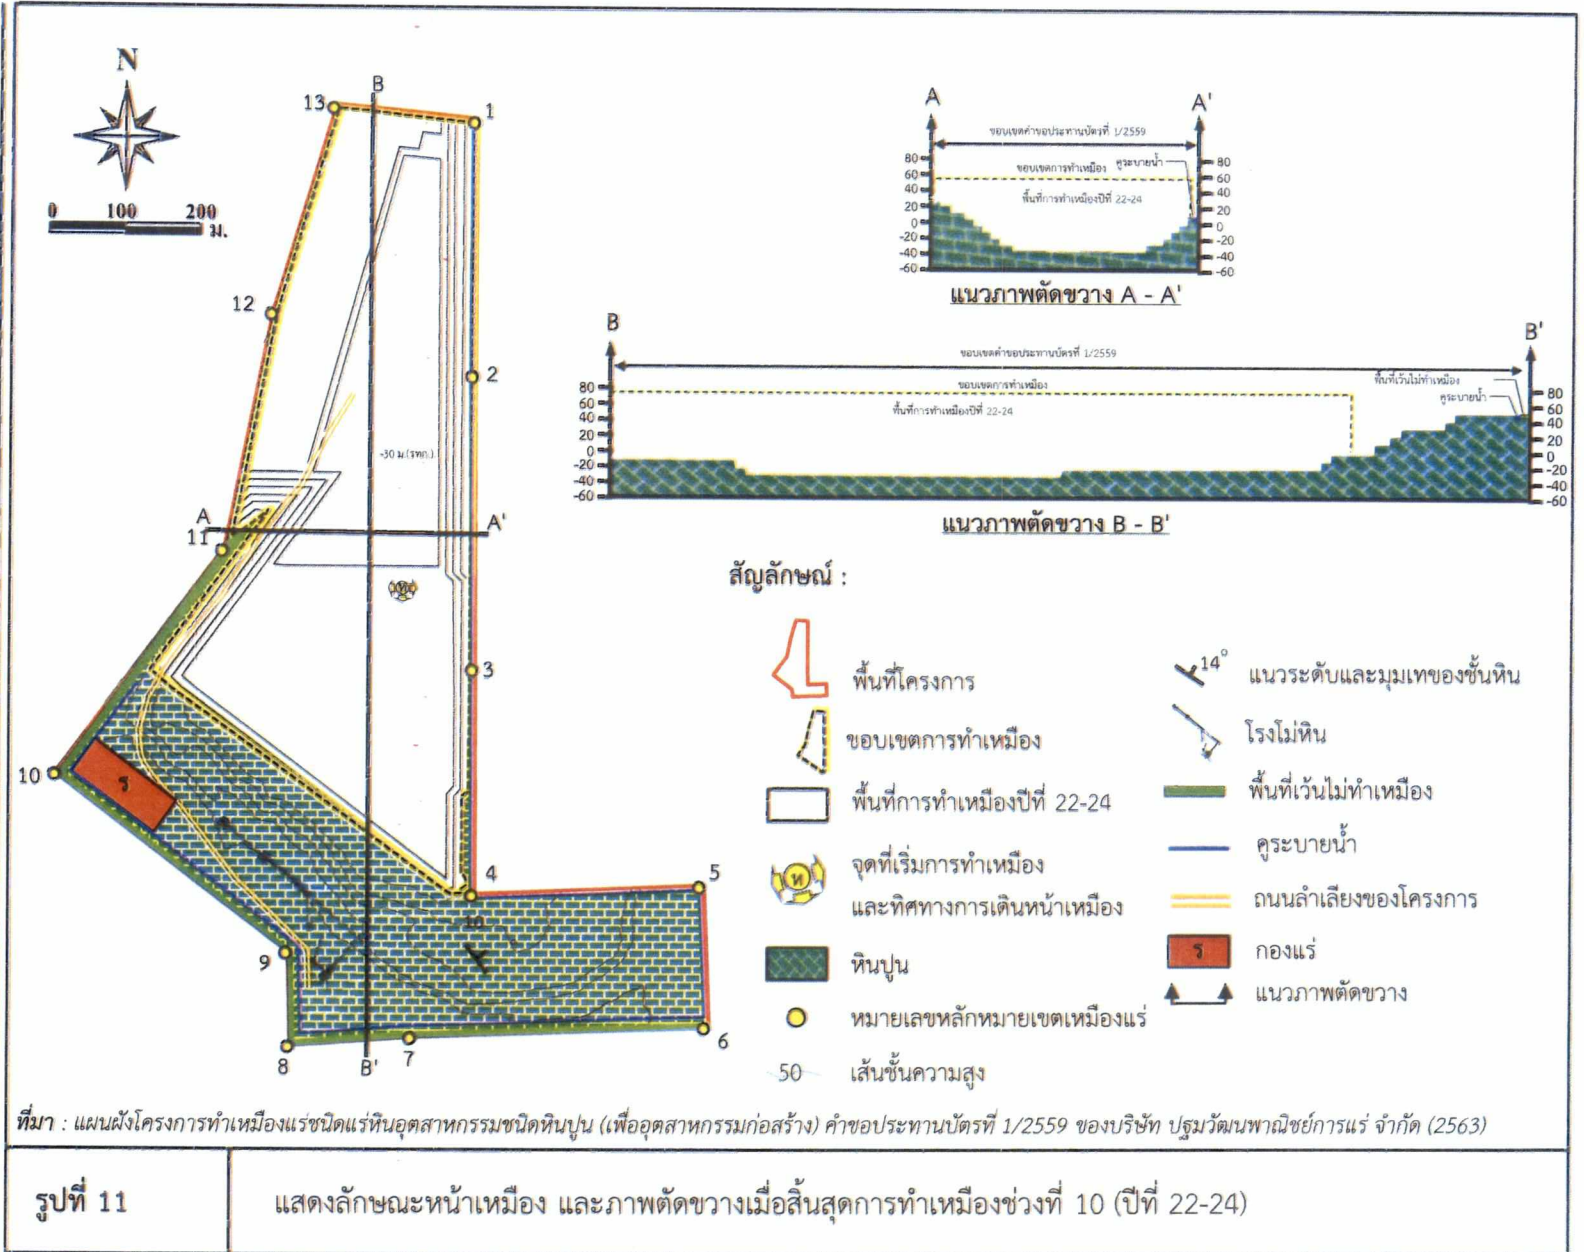 N
0 100 200
ม.
B
13
1
12
2
-30 ม.(รทก.)
A
A'
11
ห
3
10
ร
4
5
18
9
6
7
8
B'
A
A'
ขอบเขตคำขอประทานบัตรที่ 1/2559
ขอบเขตการทำเหมือง
คูระบายน้ำ
พื้นที่การทำเหมืองปีที่ 22-24
80
60
40
20
0
-20
-40
-60
80
60
40
20
0
-20
-40
-60
แนวภาพตัดขวาง A - A'
B
B'
ขอบเขตคำขอประทานบัตรที่ 1/2559
ขอบเขตการทำเหมือง
พื้นที่เว้นไม่ทำเหมือง
คูระบายน้ำ
พื้นที่การทำเหมืองปีที่ 22-24
80
60
40
20
0
-20
-40
-60
80
60
40
20
0
-20
-40
-60
แนวภาพตัดขวาง B - B'
สัญลักษณ์ :
พื้นที่โครงการ
ขอบเขตการทำเหมือง
พื้นที่การทำเหมืองปีที่ 22-24
ห
จุดที่เริ่มการทำเหมือง
และทิศทางการเดินหน้าเหมือง
หินปูน
หมายเลขหลักหมายเขตเหมืองแร่
50 เส้นชั้นความสูง
14° แนวระดับและมุมเทของชั้นหิน
โรงโม่หิน
พื้นที่เว้นไม่ทำเหมือง
คูระบายน้ำ
ถนนลำเลียงของโครงการ
ร กองแร่
แนวภาพตัดขวาง
ที่มา : แผนผังโครงการทำเหมืองแร่ชนิดแร่หินอุตสาหกรรมชนิดหินปูน (เพื่ออุตสาหกรรมก่อสร้าง) คำขอประทานบัตรที่ 1/2559 ของบริษัท ปฐมวัฒนพาณิชย์การแร่ จำกัด (2563)
รูปที่ 11
แสดงลักษณะหน้าเหมือง และภาพตัดขวางเมื่อสิ้นสุดการทำเหมืองช่วงที่ 10 (ปีที่ 22-24)